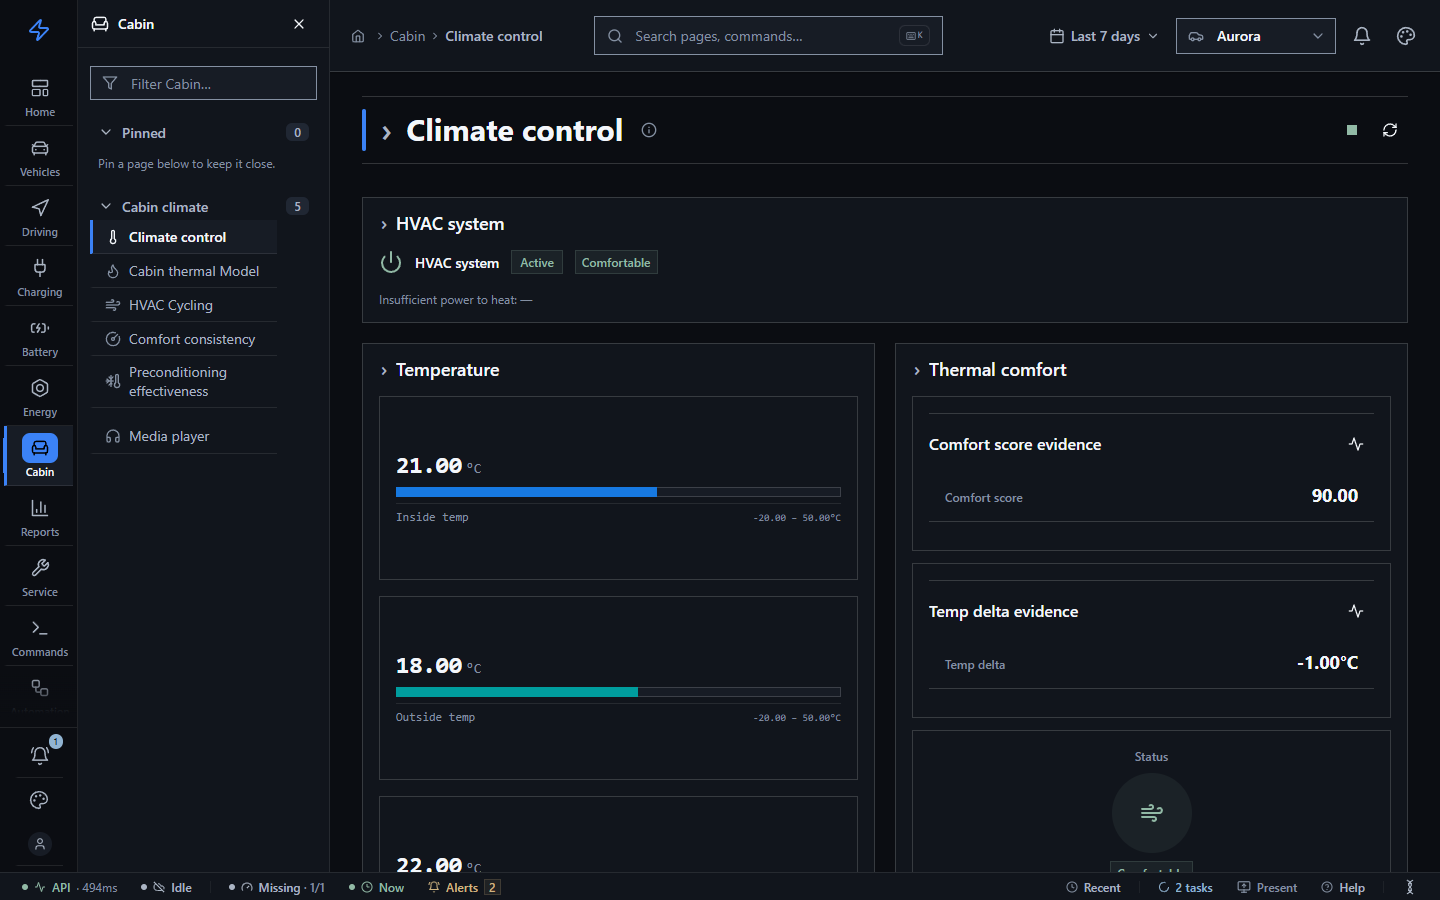 Cabin
Cabin
Climate control
Search pages, commands...
K
Last 7 days
Aurora
Home
Vehicles
Driving
Charging
Battery
Energy
Cabin
Reports
Service
Commands
1
Filter Cabin...
Pinned
0
Pin a page below to keep it close.
Cabin climate
5
Climate control
Cabin thermal Model
HVAC Cycling
Comfort consistency
Preconditioning
effectiveness
Media player
Climate control
HVAC system
HVAC system
Active
Comfortable
Insufficient power to heat: —
Temperature
21.00 °C
Inside temp
-20.00 – 50.00°C
18.00 °C
Outside temp
-20.00 – 50.00°C
22.00 °C
Thermal comfort
Comfort score evidence
Comfort score
90.00
Temp delta evidence
Temp delta
-1.00°C
Status
API · 494ms
Idle
Missing · 1/1
Now
Alerts 2
Recent
2 tasks
Present
Help